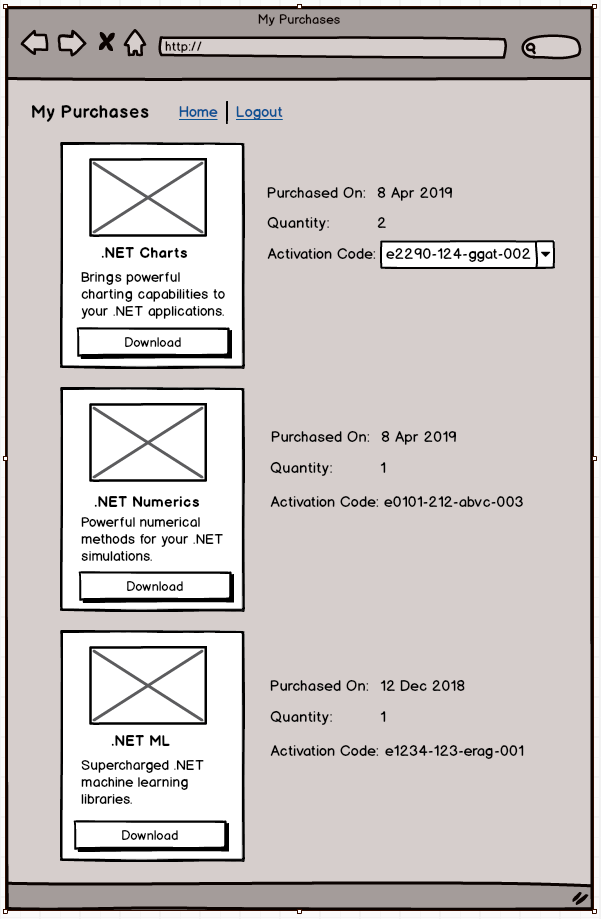 My Purchases
http://
My Purchases Home Logout
.NET Charts
Brings powerful
charting capabilities to
your .NET applications.
Download
Purchased On: 8 Apr 2019
Quantity: 2
Activation Code: e2290-124-ggat-002
.NET Numerics
Powerful numerical
methods for your .NET
simulations.
Download
Purchased On: 8 Apr 2019
Quantity: 1
Activation Code: e0101-212-abvc-003
.NET ML
Supercharged .NET
machine learning
libraries.
Download
Purchased On: 12 Dec 2018
Quantity: 1
Activation Code: e1234-123-erag-001